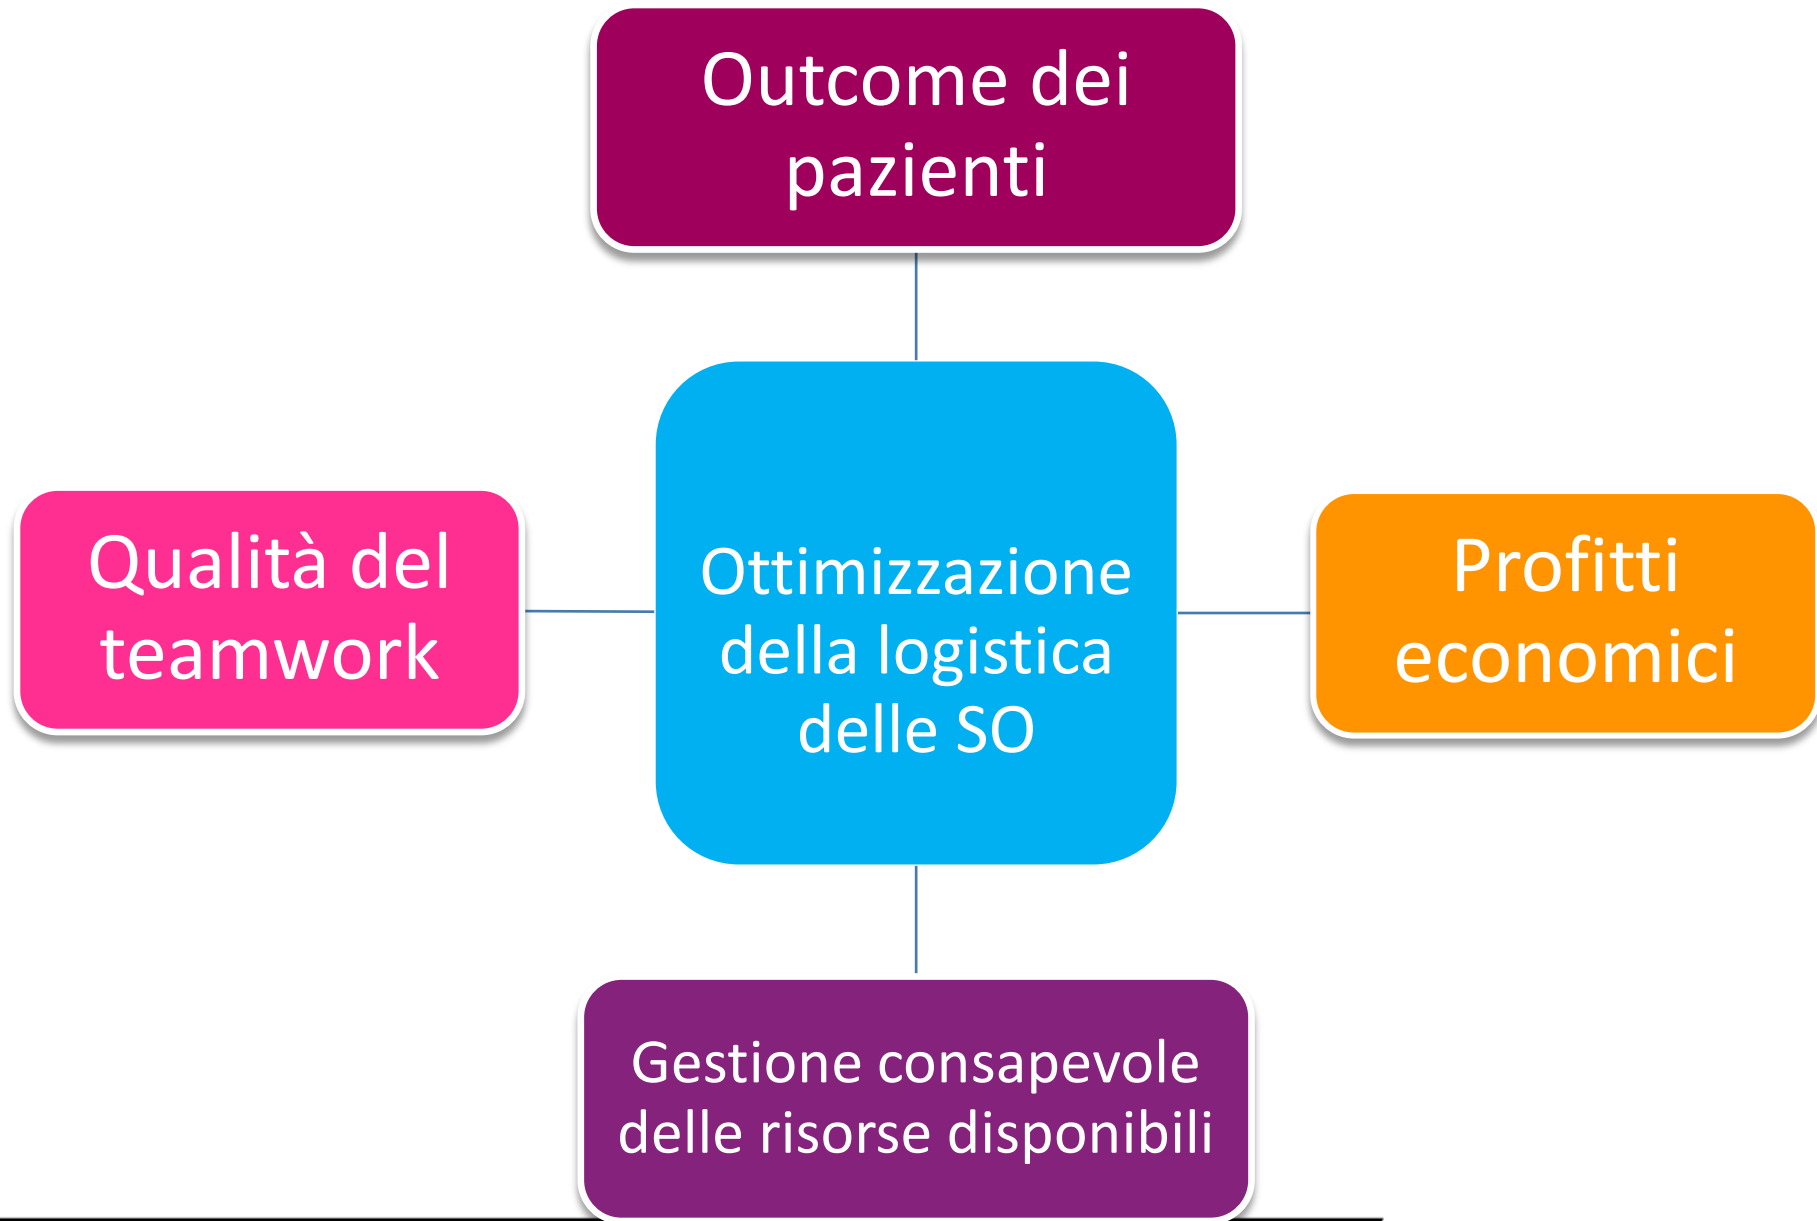 Outcome dei
pazienti
Qualità del
teamwork
Ottimizzazione
della logistica
delle SO
Profitti
economici
Gestione consapevole
delle risorse disponibili